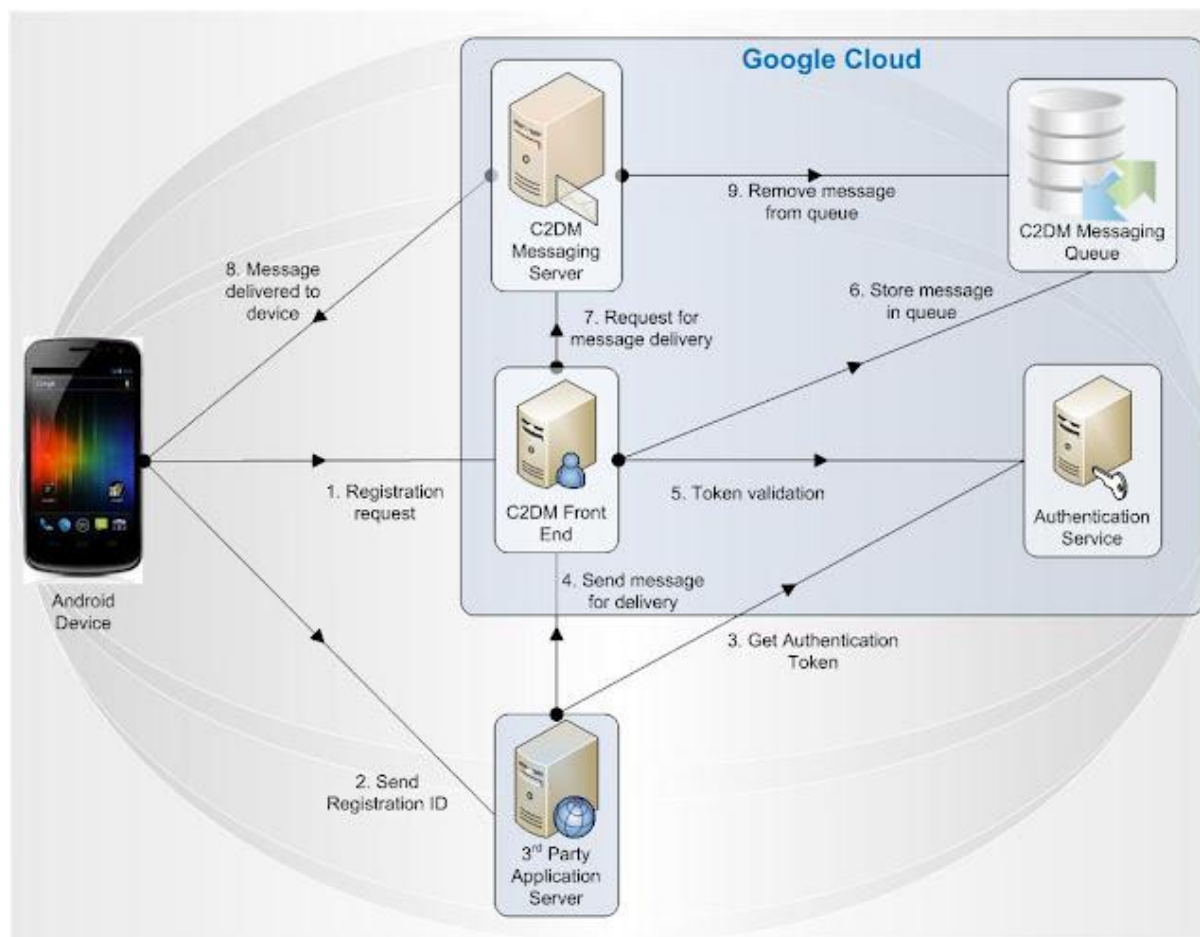 Google Cloud
C2DM
Messaging
Server
9. Remove message
from queue
C2DM Messaging
Queue
8. Message
delivered to
device
7. Request for
message delivery
6. Store message
in queue
Android
Device
1. Registration
request
C2DM Front
End
5. Token validation
Authentication
Service
4. Send message
for delivery
3. Get Authentication
Token
2. Send
Registration ID
3rd Party
Application
Server